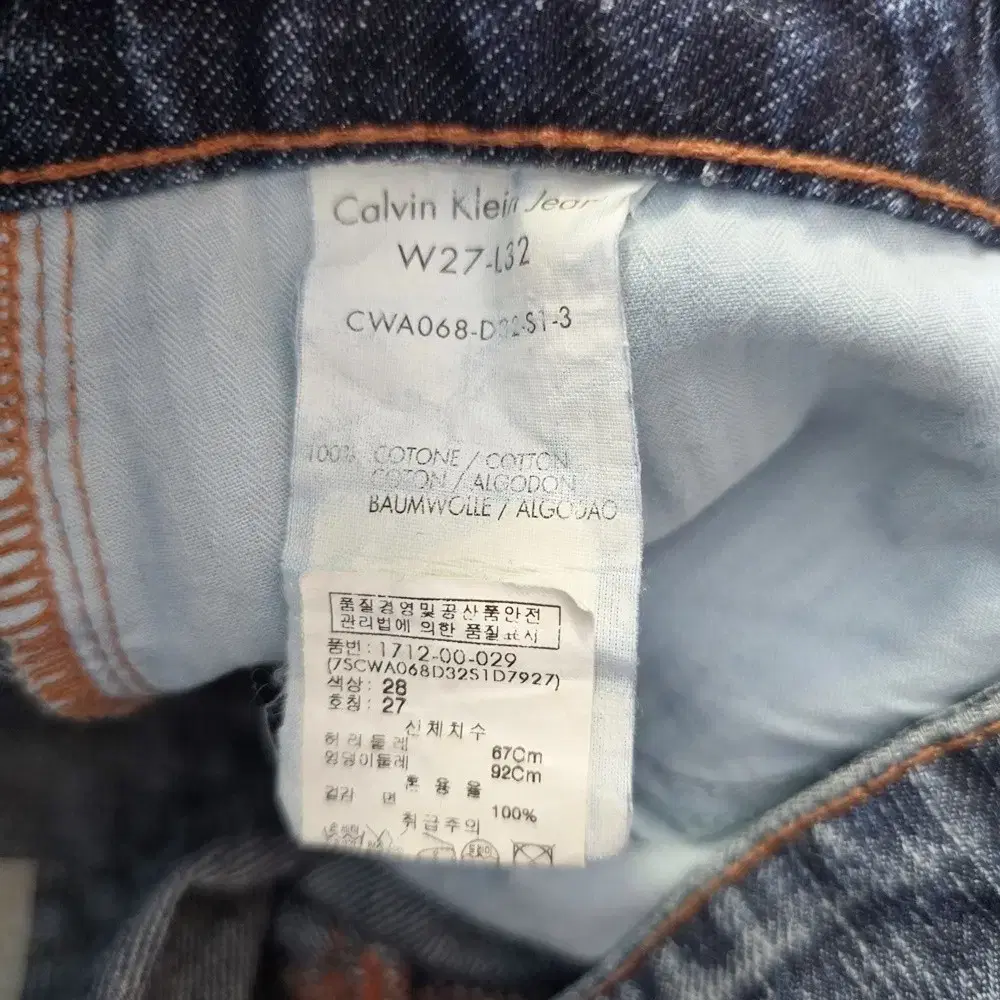 Calvin Klein Jean
W27-L32
CWA068-D32-S1-3
100% COTONE / COTTON
COTON / ALGODON
BAUMWOLLE / ALGODAO
품질경영및공산품안전
관리법에 의한 품질표시
품번: 1712-00-029
(7SCWA068D32S1D7927)
색상: 28
호칭: 27
신체치수
허리둘레 67Cm
엉덩이둘레 92Cm
혼용율
겉감 면 100%
취급주의